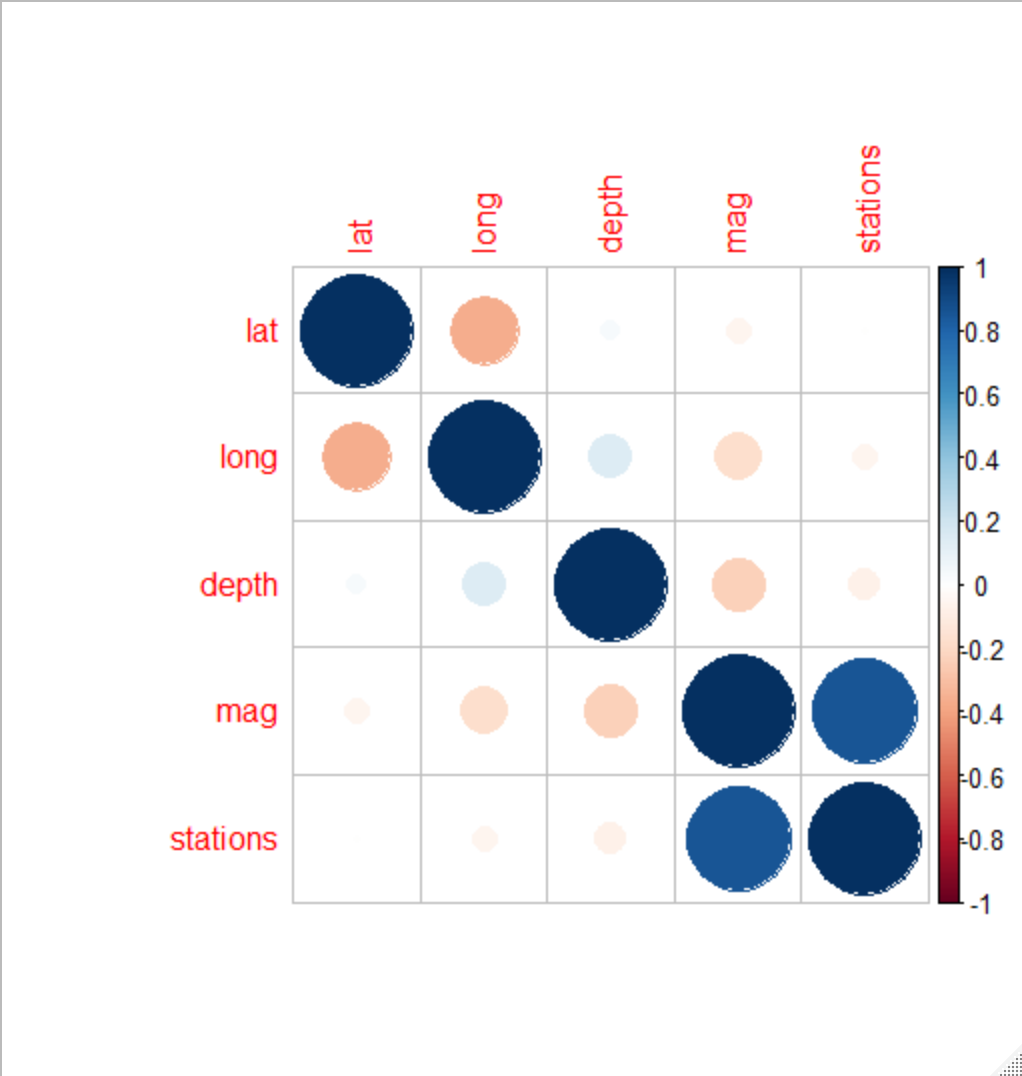 lat
long
depth
mag
stations
lat
long
depth
mag
stations
1
0.8
0.6
0.4
0.2
0
-0.2
-0.4
-0.6
-0.8
-1